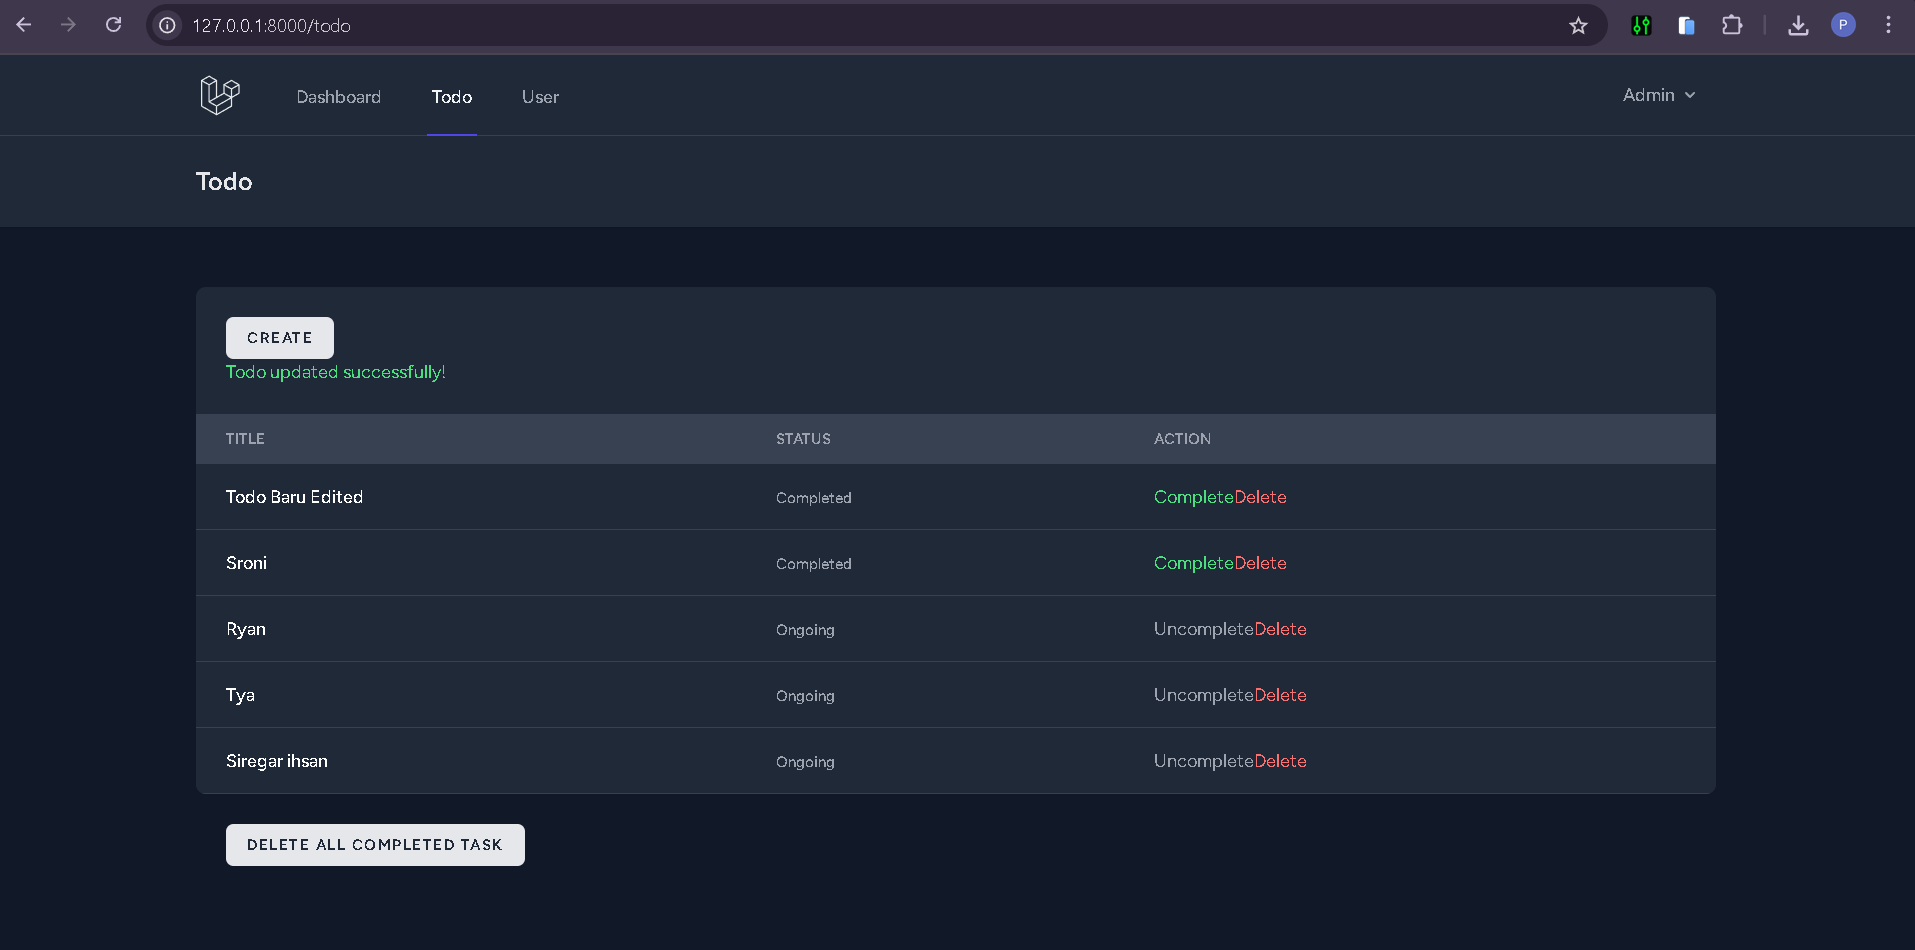 127.0.0.1:8000/todo
P
Dashboard Todo User Admin
Todo
CREATE
Todo updated successfully!
TITLE STATUS ACTION
Todo Baru Edited Completed CompleteDelete
Sroni Completed CompleteDelete
Ryan Ongoing UncompleteDelete
Tya Ongoing UncompleteDelete
Siregar ihsan Ongoing UncompleteDelete
DELETE ALL COMPLETED TASK